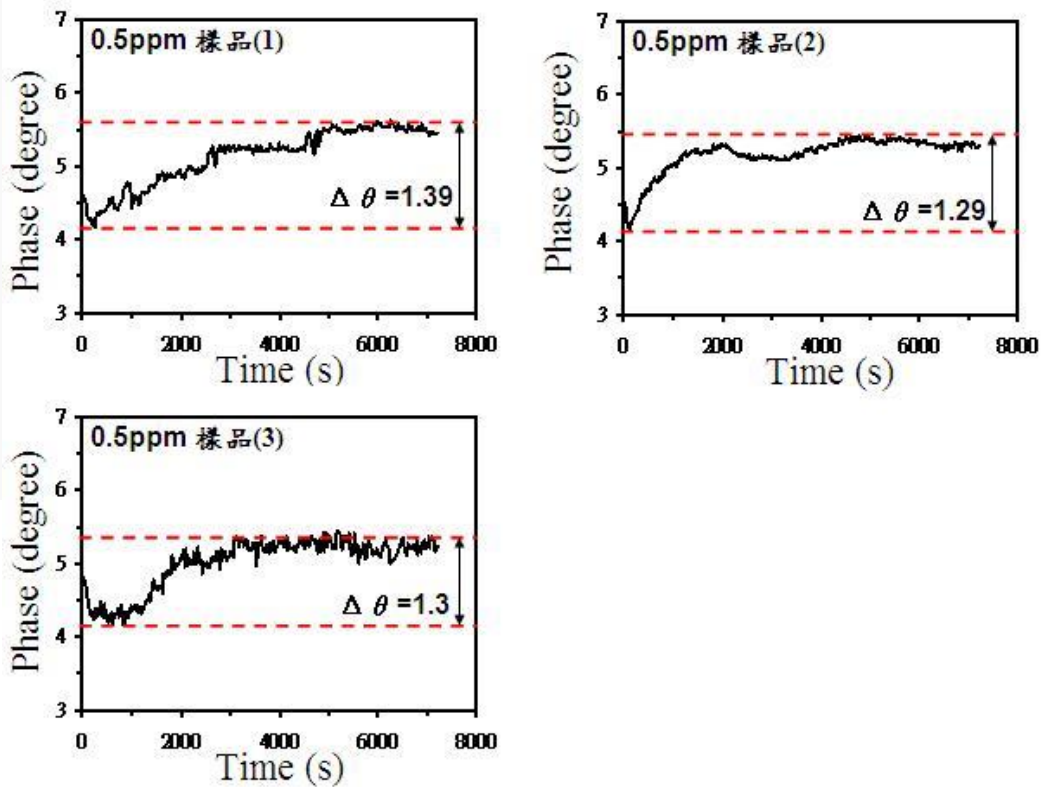 0.5ppm 樣品(1)
Phase (degree)
7
6
5
4
3
Δ θ =1.39
0 2000 4000 6000 8000
Time (s)
0.5ppm 樣品(2)
Phase (degree)
7
6
5
4
3
Δ θ =1.29
0 2000 4000 6000 8000
Time (s)
0.5ppm 樣品(3)
Phase (degree)
7
6
5
4
3
Δ θ =1.3
0 2000 4000 6000 8000
Time (s)